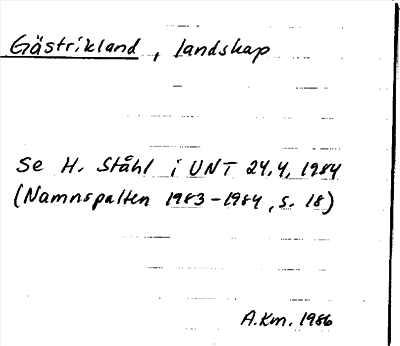 Gästrikland, landskap
Se H. Ståhl i UNT 24.4.1984
(Namnspalten 1983-1984, s. 18)
A.Km. 1986